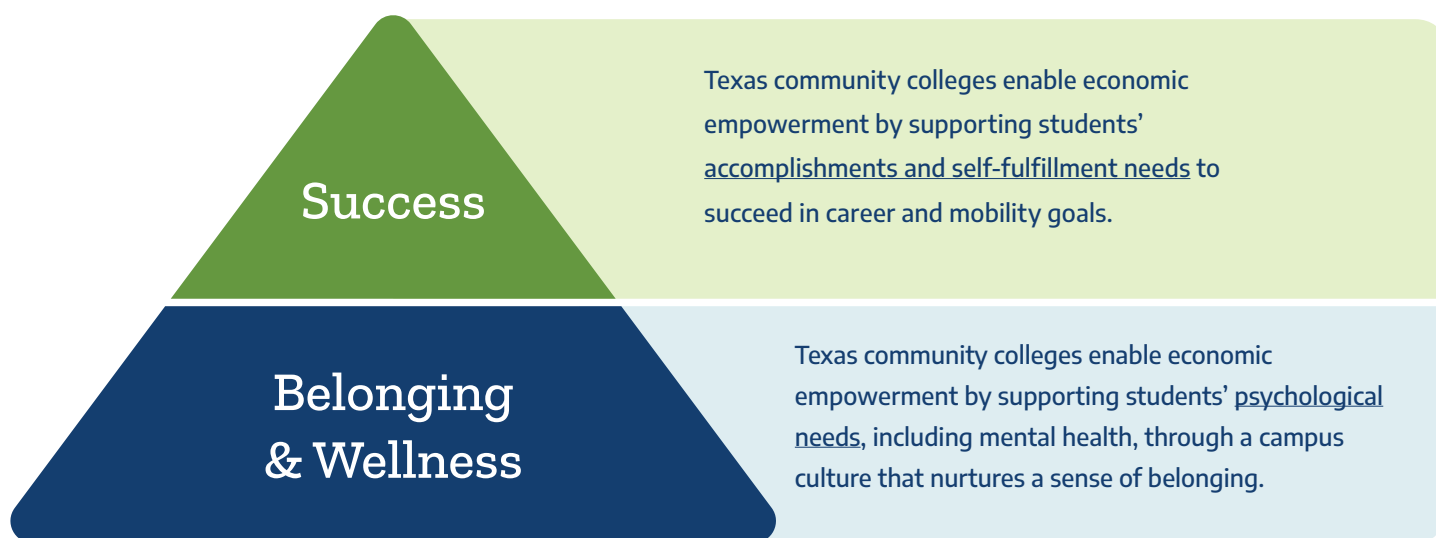 Success
Texas community colleges enable economic
empowerment by supporting students’
accomplishments and self-fulfillment needs to
succeed in career and mobility goals.
Belonging
& Wellness
Texas community colleges enable economic
empowerment by supporting students’ psychological
needs, including mental health, through a campus
culture that nurtures a sense of belonging.